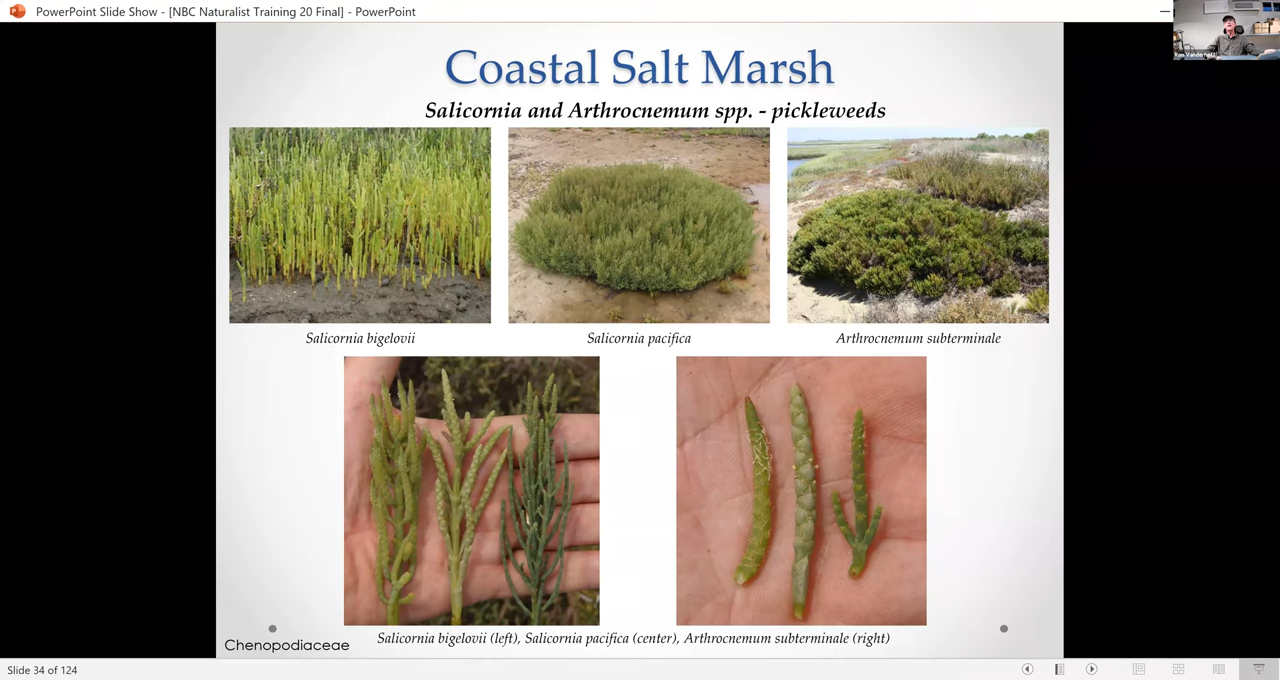 PowerPoint Slide Show - [NBC Naturalist Training 20 Final] - PowerPoint
Coastal Salt Marsh
Salicornia and Arthrocnemum spp. - pickleweeds
Salicornia bigelovii
Salicornia pacifica
Arthrocnemum subterminale
Salicornia bigelovii (left), Salicornia pacifica (center), Arthrocnemum subterminale (right)
Chenopodiaceae
Slide 34 of 124